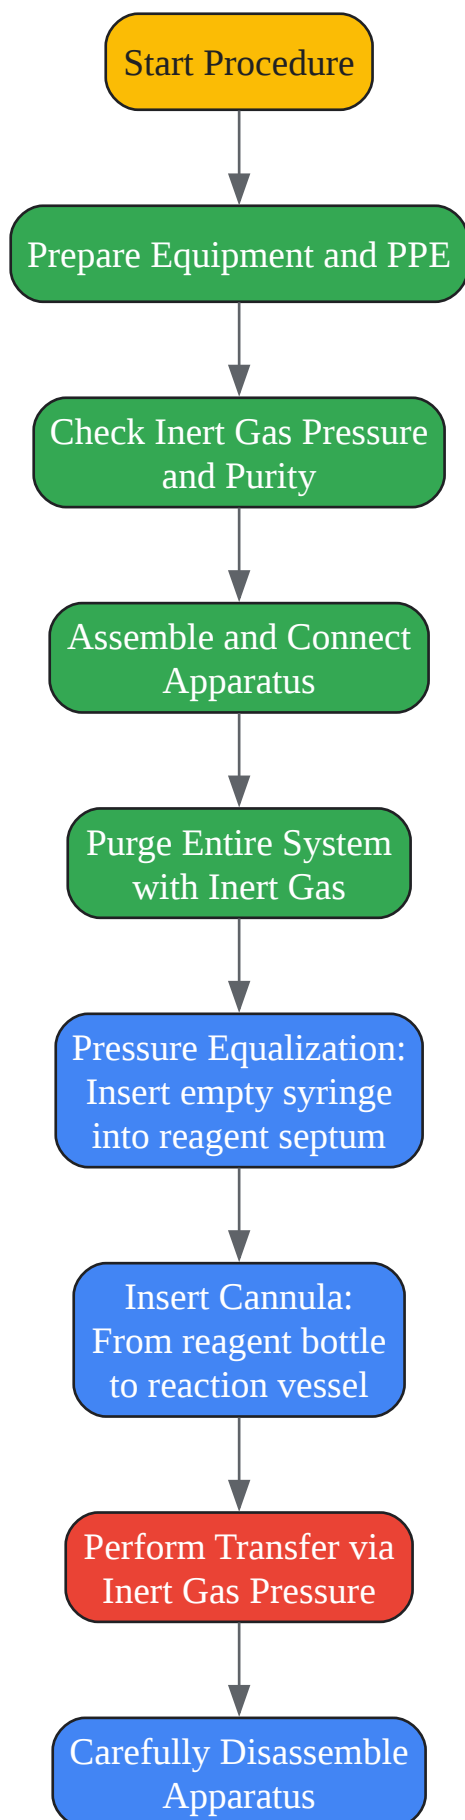 Start Procedure
Prepare Equipment and PPE
Check Inert Gas Pressure
and Purity
Assemble and Connect
Apparatus
Purge Entire System
with Inert Gas
Pressure Equalization:
Insert empty syringe
into reagent septum
Insert Cannula:
From reagent bottle
to reaction vessel
Perform Transfer via
Inert Gas Pressure
Carefully Disassemble
Apparatus